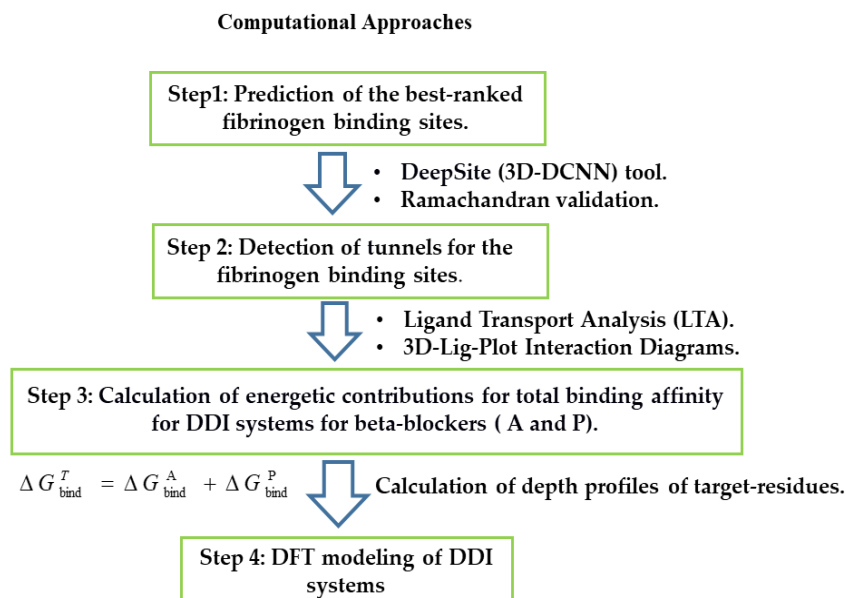 Computational Approaches
Step1: Prediction of the best-ranked
fibrinogen binding sites.
• DeepSite (3D-DCNN) tool.
• Ramachandran validation.
Step 2: Detection of tunnels for the
fibrinogen binding sites.
• Ligand Transport Analysis (LTA).
• 3D-Lig-Plot Interaction Diagrams.
Step 3: Calculation of energetic contributions for total binding affinity
for DDI systems for beta-blockers ( A and P).
Δ G^T_bind = Δ G^A_bind + Δ G^P_bind
Calculation of depth profiles of target-residues.
Step 4: DFT modeling of DDI
systems